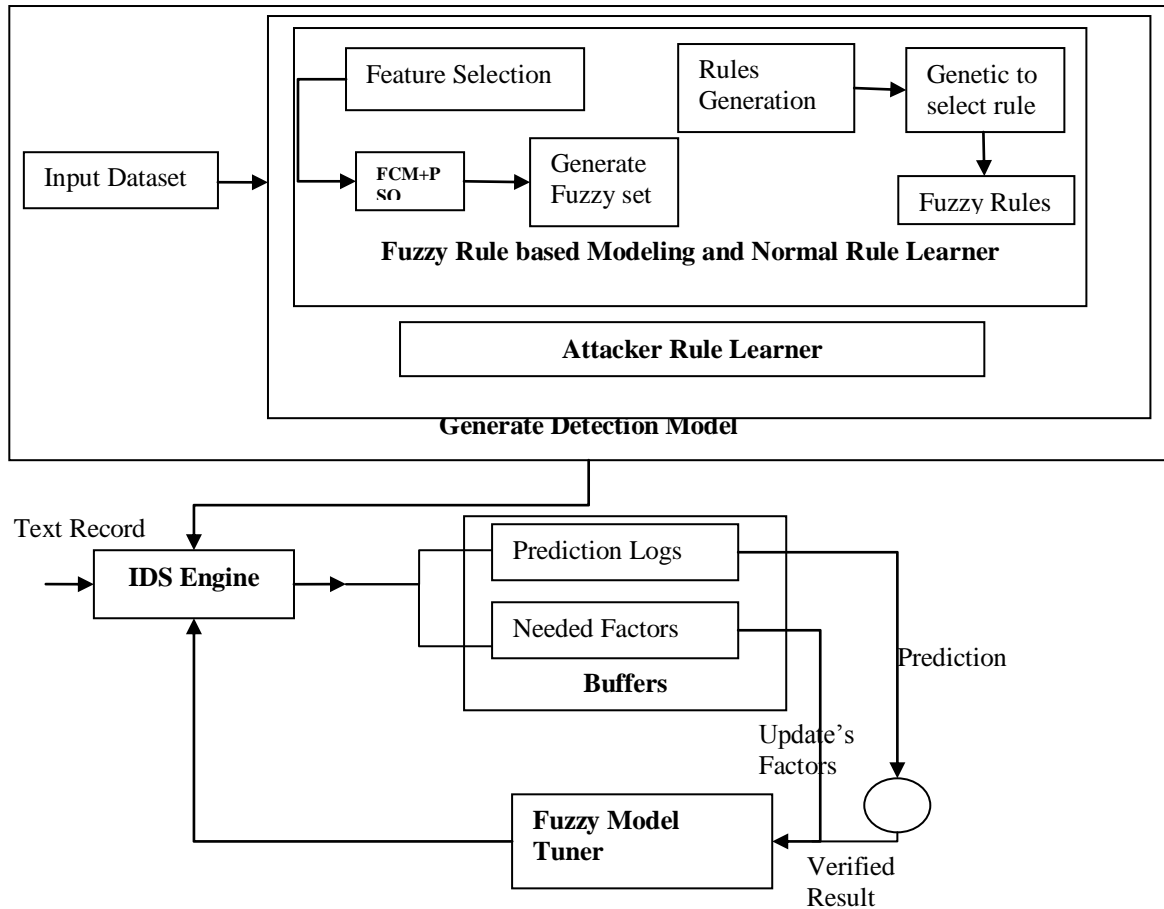 Feature Selection
Rules
Generation
Genetic to
select rule
Input Dataset
FCM+P
SO
Generate
Fuzzy set
Fuzzy Rules
Fuzzy Rule based Modeling and Normal Rule Learner
Attacker Rule Learner
Generate Detection Model
Text Record
IDS Engine
Prediction Logs
Needed Factors
Buffers
Prediction
Update's
Factors
Fuzzy Model
Tuner
Verified
Result